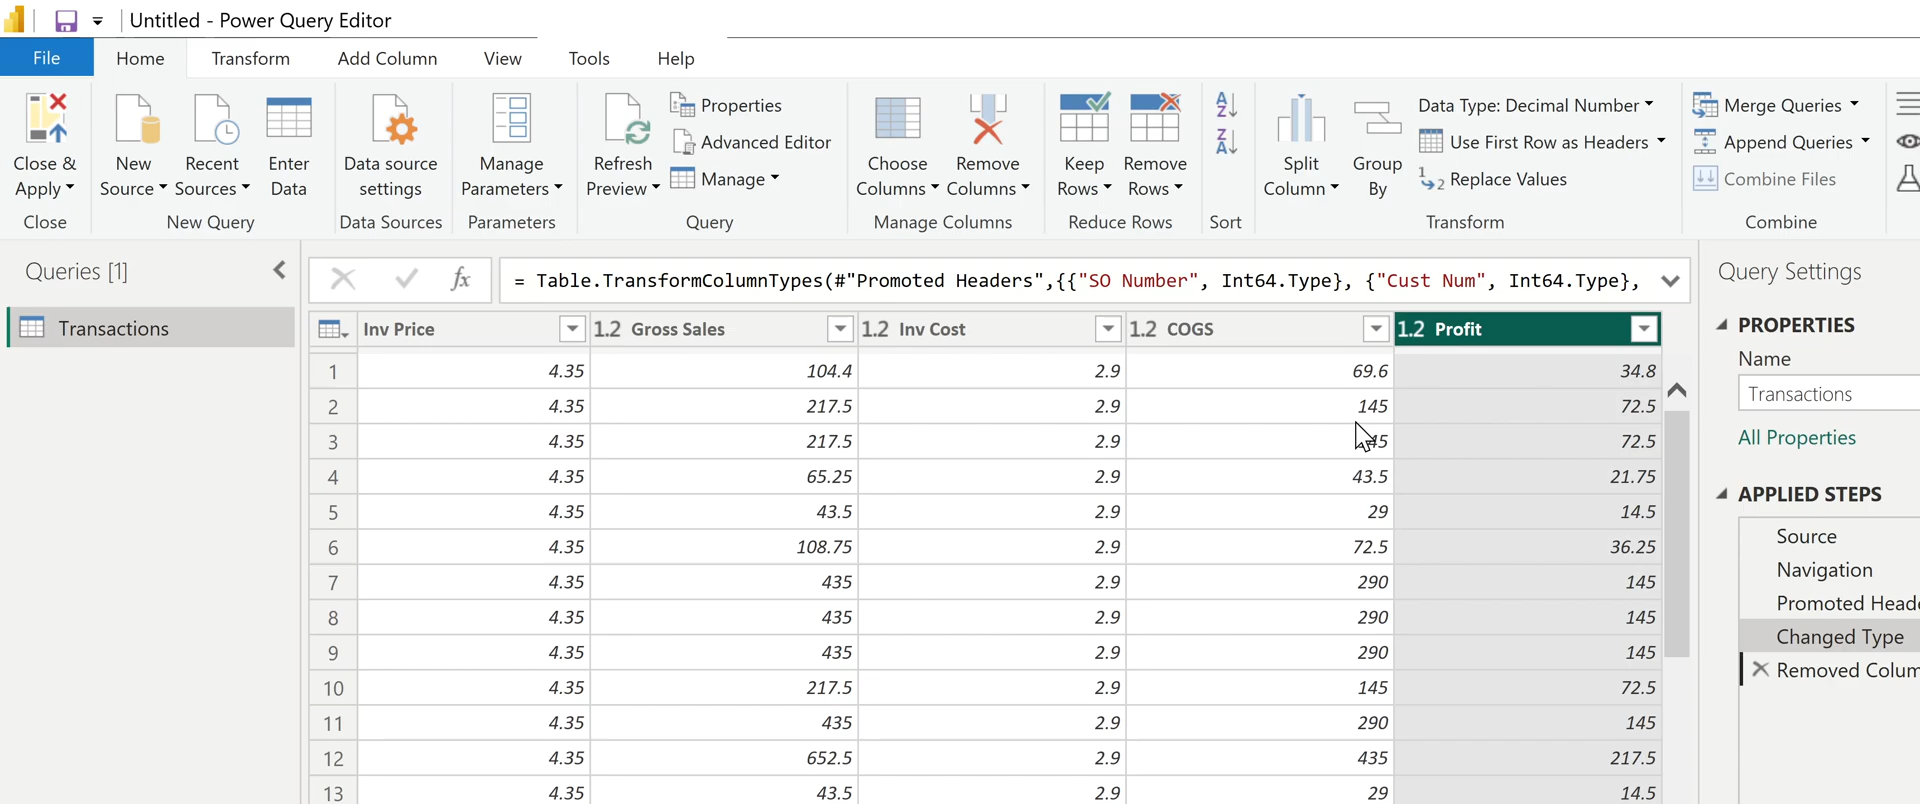 Untitled - Power Query Editor
File Home Transform Add Column View Tools Help
Close & Apply
New Source
Recent Sources
Enter Data
Data source settings
Manage Parameters
Refresh Preview
Properties
Advanced Editor
Manage
Choose Columns
Remove Columns
Keep Rows
Remove Rows
A Z
Z A
Split Column
Group By
Data Type: Decimal Number
Use First Row as Headers
1 2 Replace Values
Merge Queries
Append Queries
Combine Files
Close New Query Data Sources Parameters Query Manage Columns Reduce Rows Sort Transform Combine
Queries [1]
Transactions
fx = Table.TransformColumnTypes(#"Promoted Headers",{{"SO Number", Int64.Type}, {"Cust Num", Int64.Type},
Inv Price 1.2 Gross Sales 1.2 Inv Cost 1.2 COGS 1.2 Profit
1 4.35 104.4 2.9 69.6 34.8
2 4.35 217.5 2.9 145 72.5
3 4.35 217.5 2.9 45 72.5
4 4.35 65.25 2.9 43.5 21.75
5 4.35 43.5 2.9 29 14.5
6 4.35 108.75 2.9 72.5 36.25
7 4.35 435 2.9 290 145
8 4.35 435 2.9 290 145
9 4.35 435 2.9 290 145
10 4.35 217.5 2.9 145 72.5
11 4.35 435 2.9 290 145
12 4.35 652.5 2.9 435 217.5
13 4.35 43.5 2.9 29 14.5
Query Settings
PROPERTIES
Name
Transactions
All Properties
APPLIED STEPS
Source
Navigation
Promoted Heade
Changed Type
Removed Colum